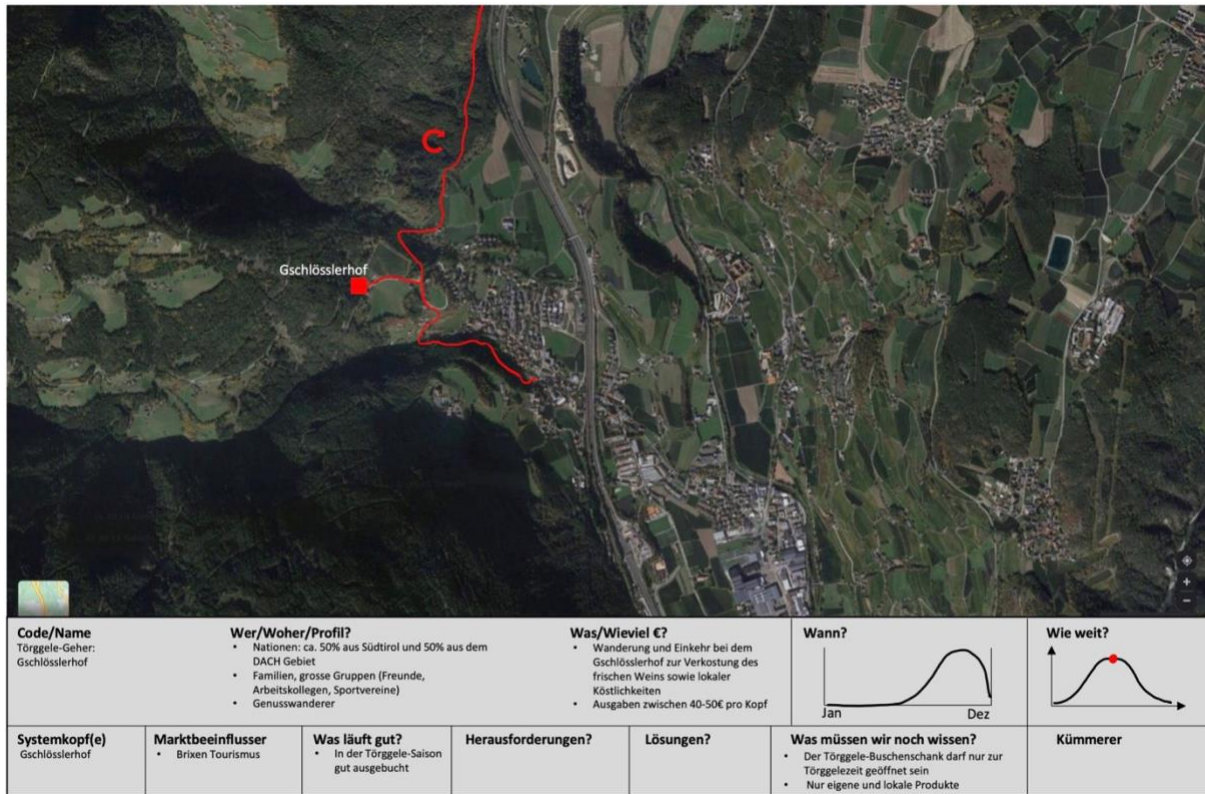 Gschlösslerhof
Code/Name
Törggele-Geher:
Gschlösslerhof
Wer/Woher/Profil?
• Nationen: ca. 50% aus Südtirol und 50% aus dem
DACH Gebiet
• Familien, grosse Gruppen (Freunde,
Arbeitskollegen, Sportvereine)
• Genusswanderer
Was/Wieviel €?
• Wanderung und Einkehr bei dem
Gschlösslerhof zur Verkostung des
frischen Weins sowie lokaler
Köstlichkeiten
• Ausgaben zwischen 40-50€ pro Kopf
Wann?
Jan Dez
Wie weit?
Systemkopf(e)
Gschlösslerhof
Marktbeeinflusser
• Brixen Tourismus
Was läuft gut?
• In der Törggele-Saison
gut ausgebucht
Herausforderungen?
Lösungen?
Was müssen wir noch wissen?
• Der Törggele-Buschenschank darf nur zur
Törggelezeit geöffnet sein
• Nur eigene und lokale Produkte
Kümmerer